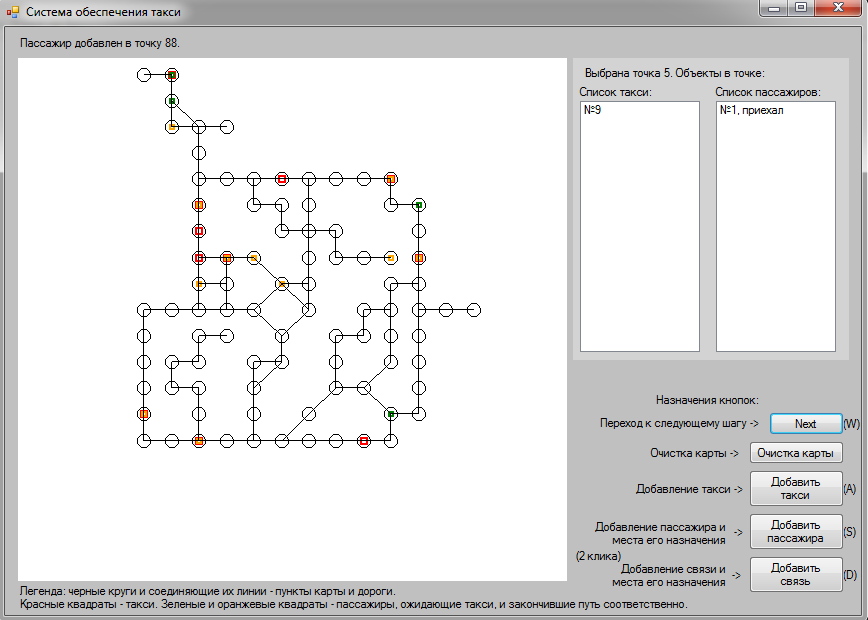 Система обеспечения такси
Пассажир добавлен в точку 88.
Выбрана точка 5. Объекты в точке:
Список такси:
Список пассажиров:
№9
№1, приехал
Назначения кнопок:
Переход к следующему шагу -> Next (W)
Очистка карты -> Очистка карты
Добавление такси -> Добавить такси (A)
Добавление пассажира и
места его назначения -> Добавить пассажира (S)
(2 клика)
Добавление связи и
места его назначения -> Добавить связь (D)
Легенда: черные круги и соединяющие их линии - пункты карты и дороги.
Красные квадраты - такси. Зеленые и оранжевые квадраты - пассажиры, ожидающие такси, и закончившие путь соответственно.